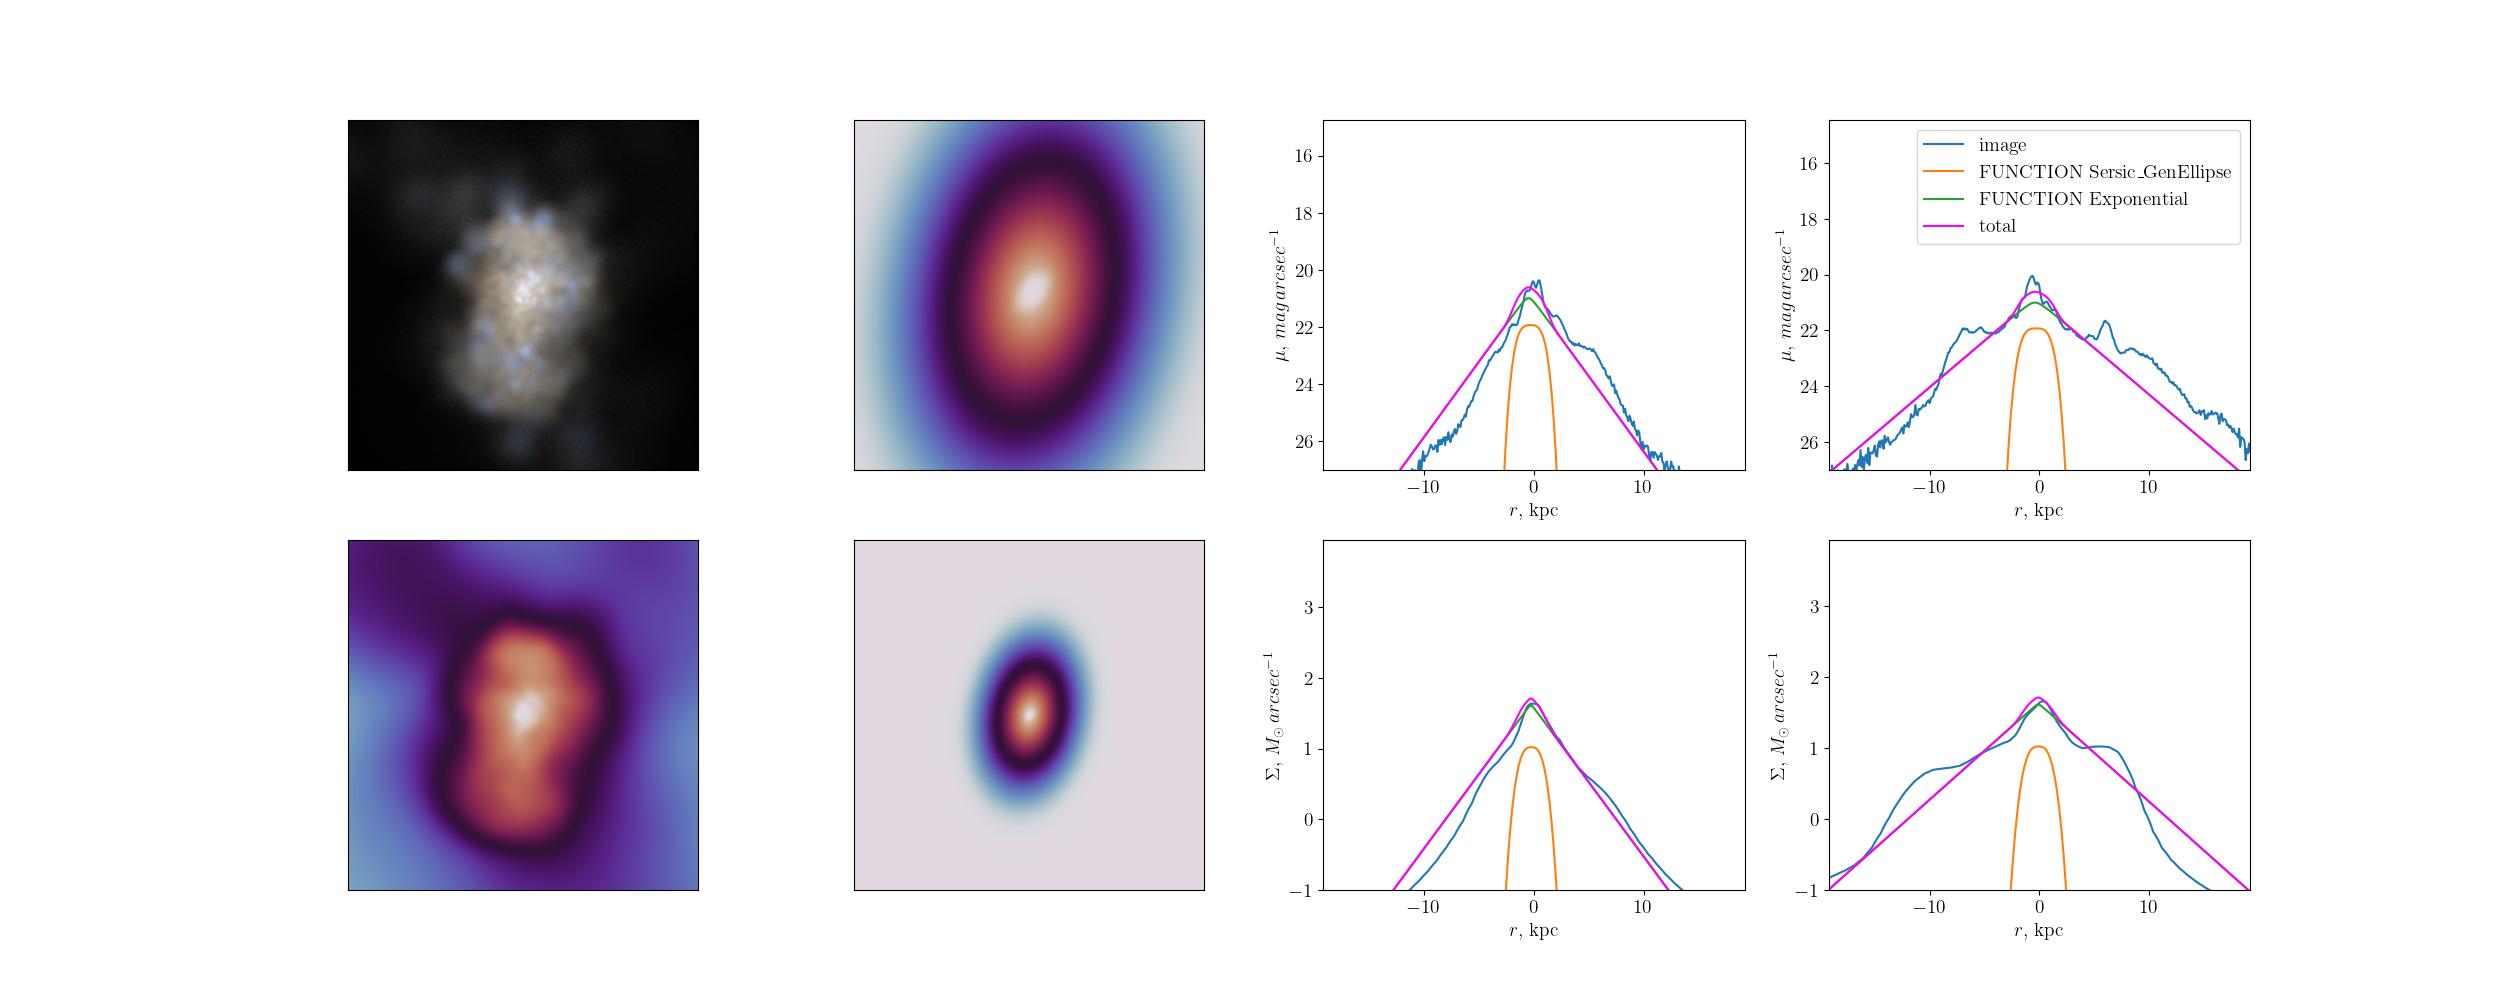 16
18
20
22
24
26
μ, mag arcsec⁻¹
−10
0
10
r, kpc
16
18
20
22
24
26
μ, mag arcsec⁻¹
image
FUNCTION Sersic_GenEllipse
FUNCTION Exponential
total
−10
0
10
r, kpc
3
2
1
0
−1
Σ, M⊙ arcsec⁻¹
−10
0
10
r, kpc
3
2
1
0
−1
Σ, M⊙ arcsec⁻¹
−10
0
10
r, kpc